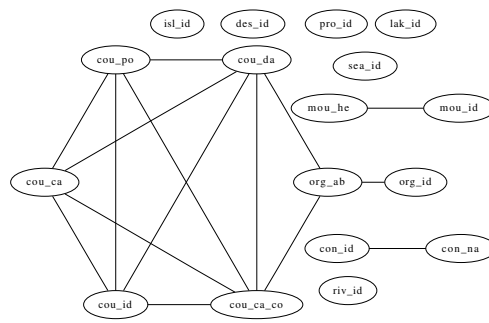 isl_id des_id pro_id lak_id
cou_po cou_da sea_id
mou_he mou_id
cou_ca org_ab org_id
con_id con_na
cou_id cou_ca_co riv_id